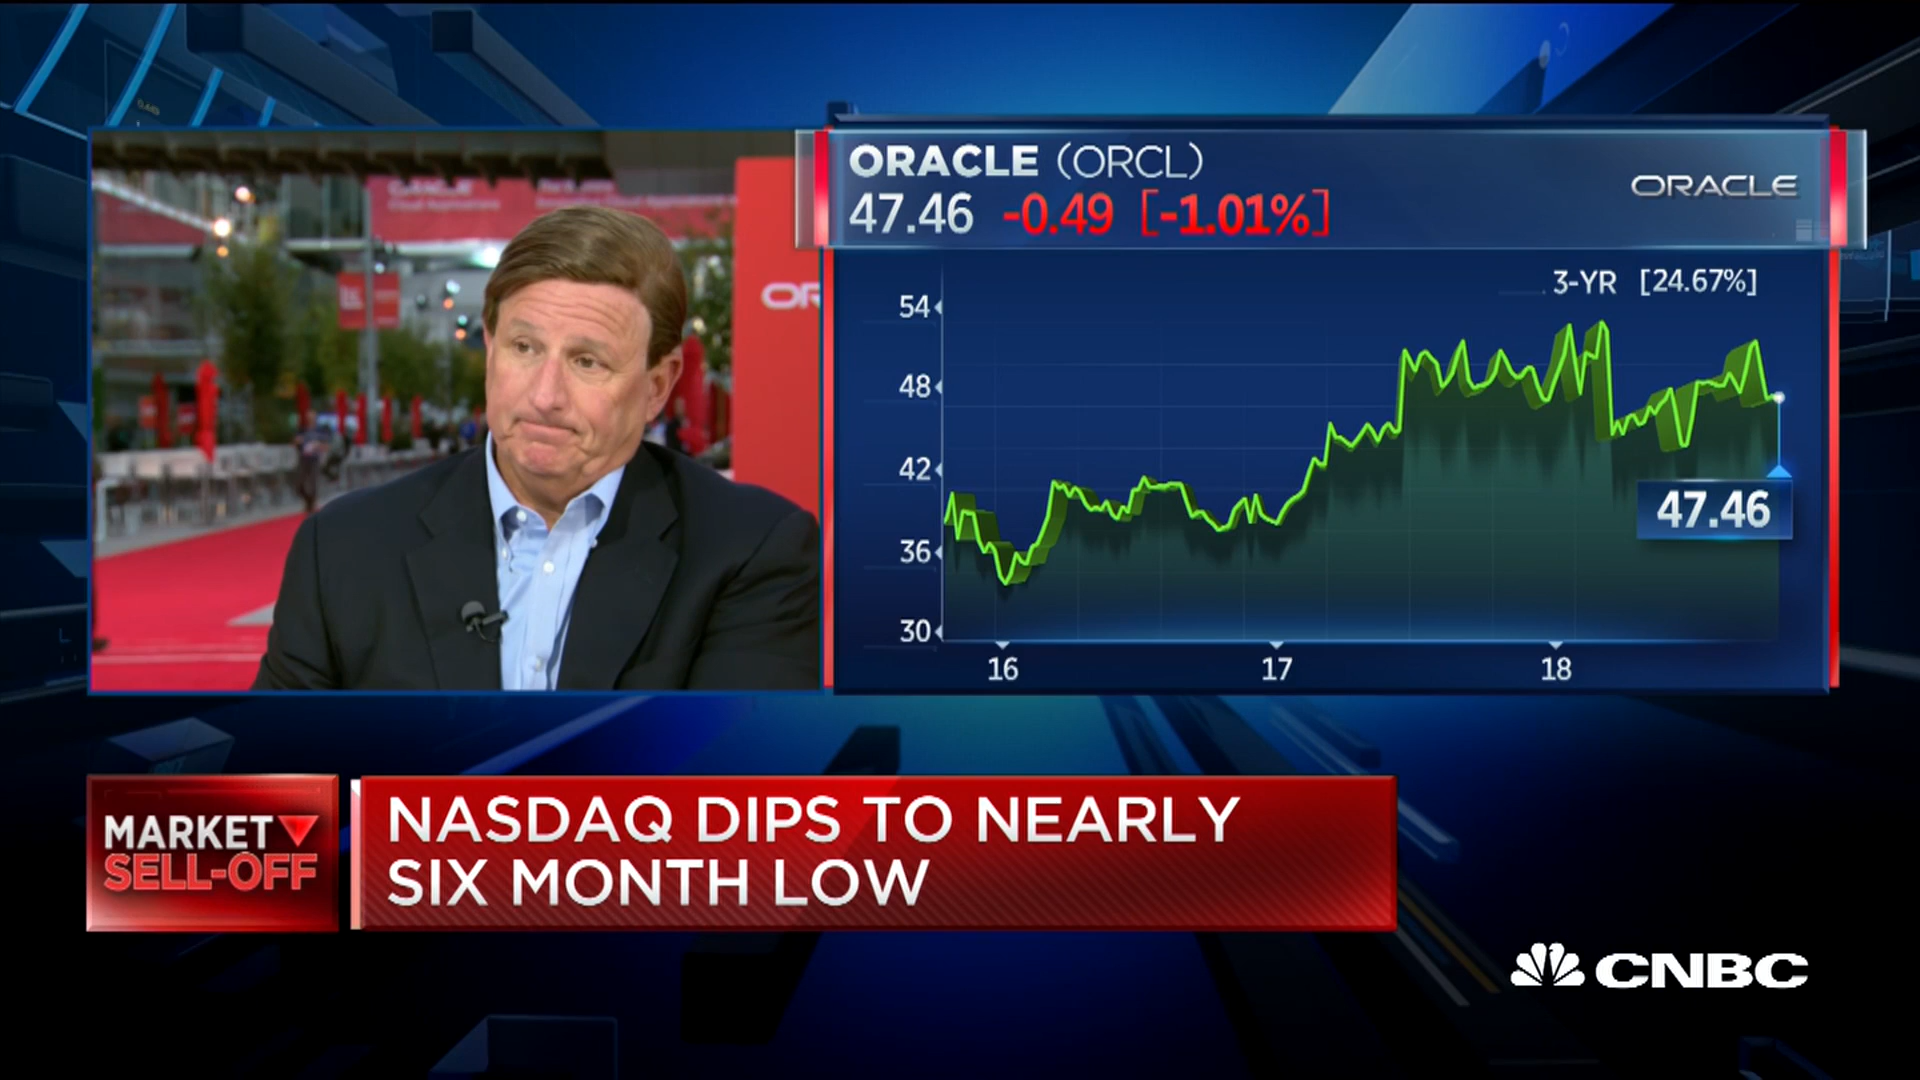 ORACLE (ORCL)
47.46 -0.49 [-1.01%]
ORACLE
3-YR [24.67%]
54
48
42
36
30
47.46
16
17
18
OR
MARKET
SELL-OFF
NASDAQ DIPS TO NEARLY
SIX MONTH LOW
CNBC